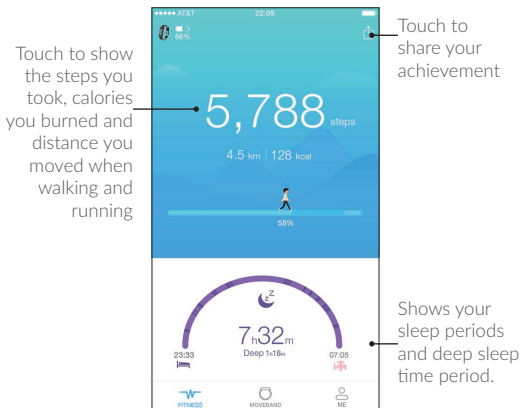 Touch to show
the steps you
took, calories
you burned and
distance you
moved when
walking and
running
●●●●● AT&T 22:05
56%
5,788 steps
4.5 km | 128 kcal
10000
58%
zz
7h32m
Deep 1h18m
23:33
07:05
FITNESS
MOVEBAND
ME
Touch to
share your
achievement
Shows your
sleep periods
and deep sleep
time period.